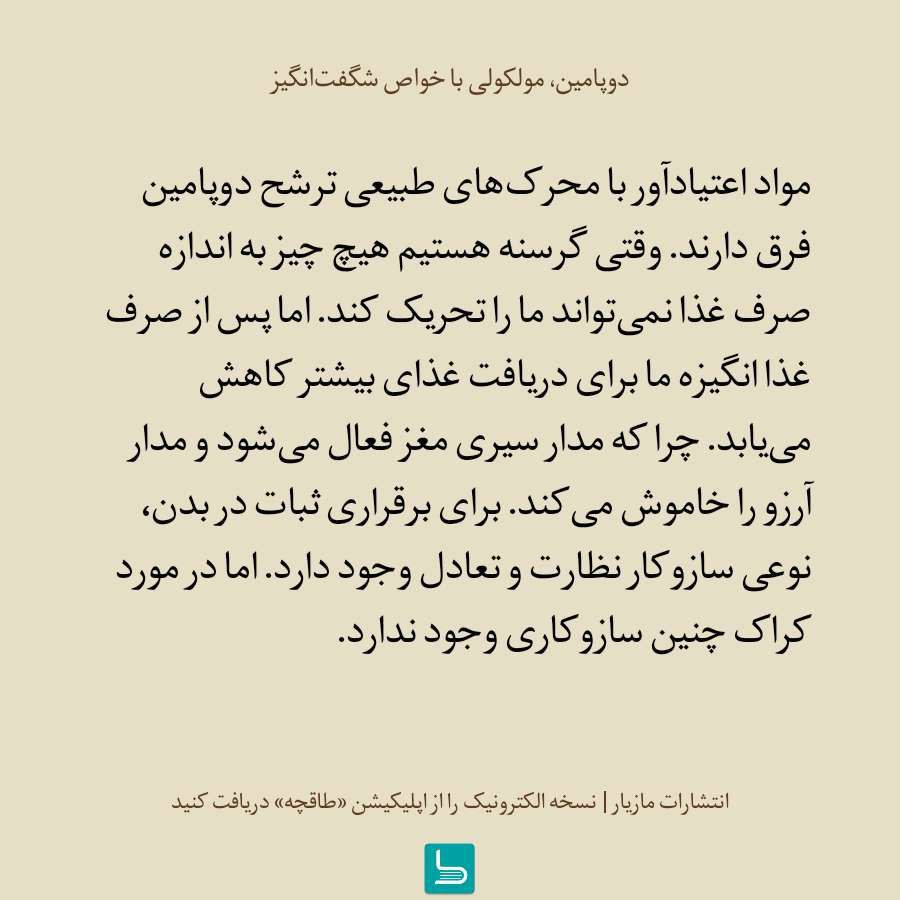 دوپامین، مولکولی با خواص شگفت‌انگیز
مواد اعتیادآور با محرک‌های طبیعی ترشح دوپامین
فرق دارند. وقتی گرسنه هستیم هیچ چیز به اندازه
صرف غذا نمی‌تواند ما را تحریک کند. اما پس از صرف
غذا انگیزه ما برای دریافت غذای بیشتر کاهش
می‌یابد. چرا که مدار سیری مغز فعال می‌شود و مدار
آرزو را خاموش می‌کند. برای برقراری ثبات در بدن،
نوعی سازوکار نظارت و تعادل وجود دارد. اما در مورد
کراک چنین سازوکاری وجود ندارد.
انتشارات مازیار | نسخه الکترونیک را از اپلیکیشن «طاقچه» دریافت کنید